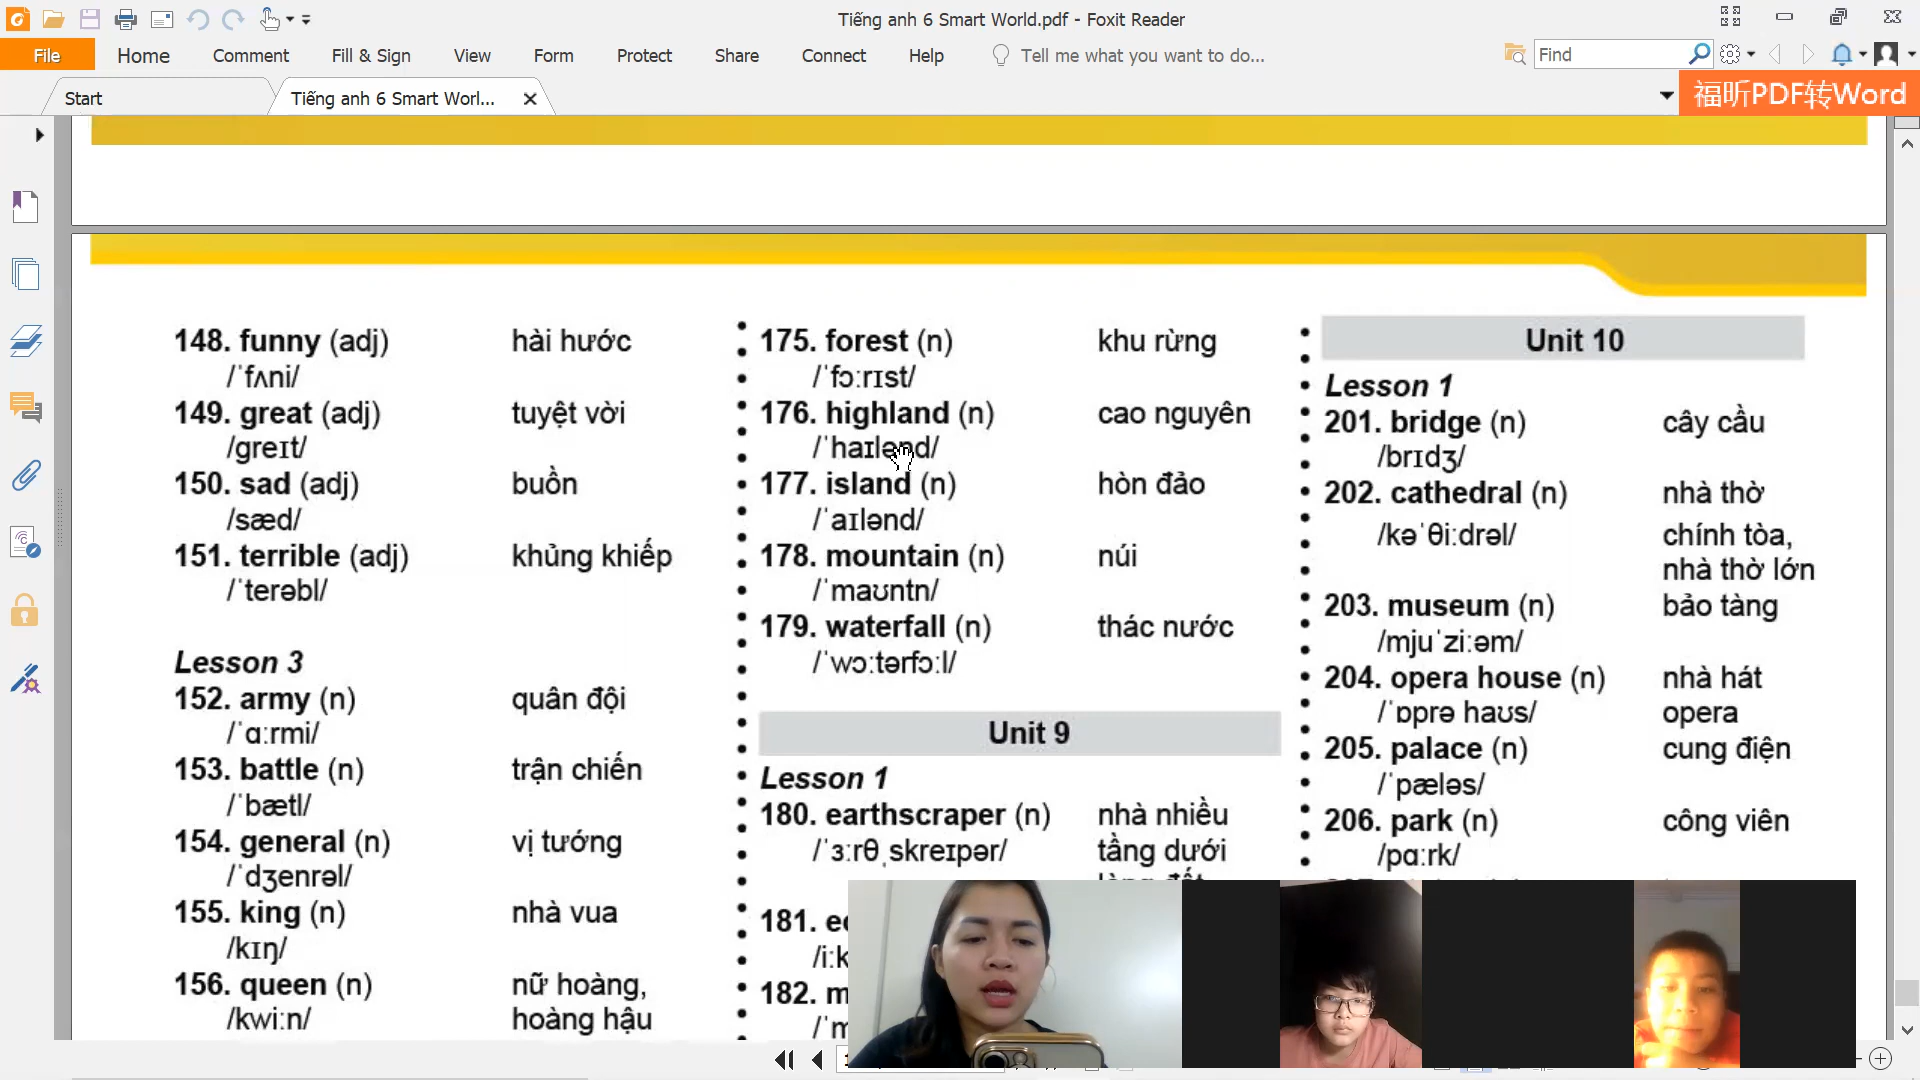 Tiếng anh 6 Smart World.pdf - Foxit Reader
File Home Comment Fill & Sign View Form Protect Share Connect Help Tell me what you want to do... Find
Start Tiếng anh 6 Smart Worl... 福昕PDF转Word
148. funny (adj) hài hước
/ˈfʌni/
149. great (adj) tuyệt vời
/greɪt/
150. sad (adj) buồn
/sæd/
151. terrible (adj) khủng khiếp
/ˈterəbl/
Lesson 3
152. army (n) quân đội
/ˈɑːrmi/
153. battle (n) trận chiến
/ˈbætl/
154. general (n) vị tướng
/ˈdʒenrəl/
155. king (n) nhà vua
/kɪŋ/
156. queen (n) nữ hoàng,
/kwiːn/ hoàng hậu
175. forest (n) khu rừng
/ˈfɔːrɪst/
176. highland (n) cao nguyên
/ˈhaɪlənd/
177. island (n) hòn đảo
/ˈaɪlənd/
178. mountain (n) núi
/ˈmaʊntn/
179. waterfall (n) thác nước
/ˈwɔːtərfɔːl/
Unit 9
Lesson 1
180. earthscraper (n) nhà nhiều
/ˈɜːrθˌskreɪpər/ tầng dưới
181.
182.
Unit 10
Lesson 1
201. bridge (n) cây cầu
/brɪdʒ/
202. cathedral (n) nhà thờ
/kəˈθiːdrəl/ chính tòa,
nhà thờ lớn
203. museum (n) bảo tàng
/mjuˈziːəm/
204. opera house (n) nhà hát
/ˈɒprə haʊs/ opera
205. palace (n) cung điện
/ˈpæləs/
206. park (n) công viên
/pɑːrk/